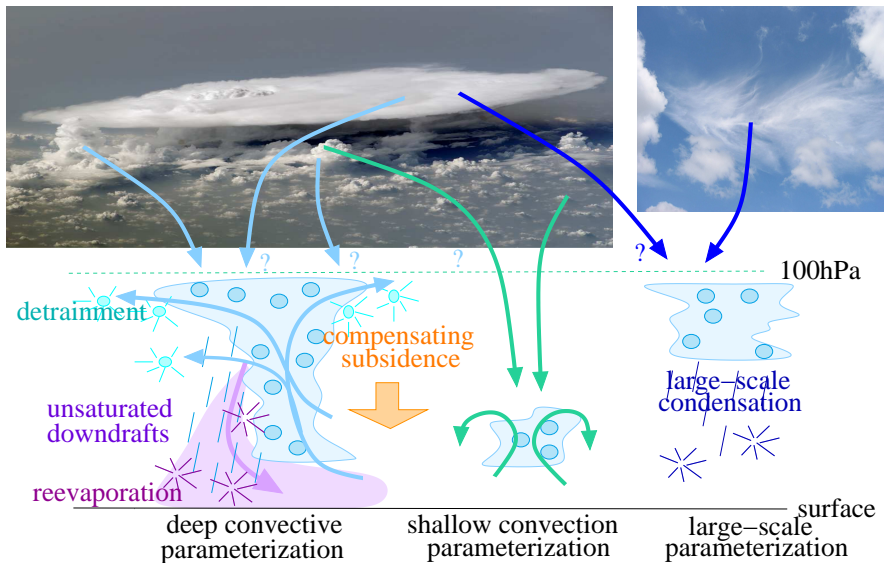 ? ? ? ?
100hPa
detrainment
compensating
subsidence
large−scale
condensation
unsaturated
downdrafts
reevaporation
surface
deep convective
parameterization
shallow convection
parameterization
large−scale
parameterization